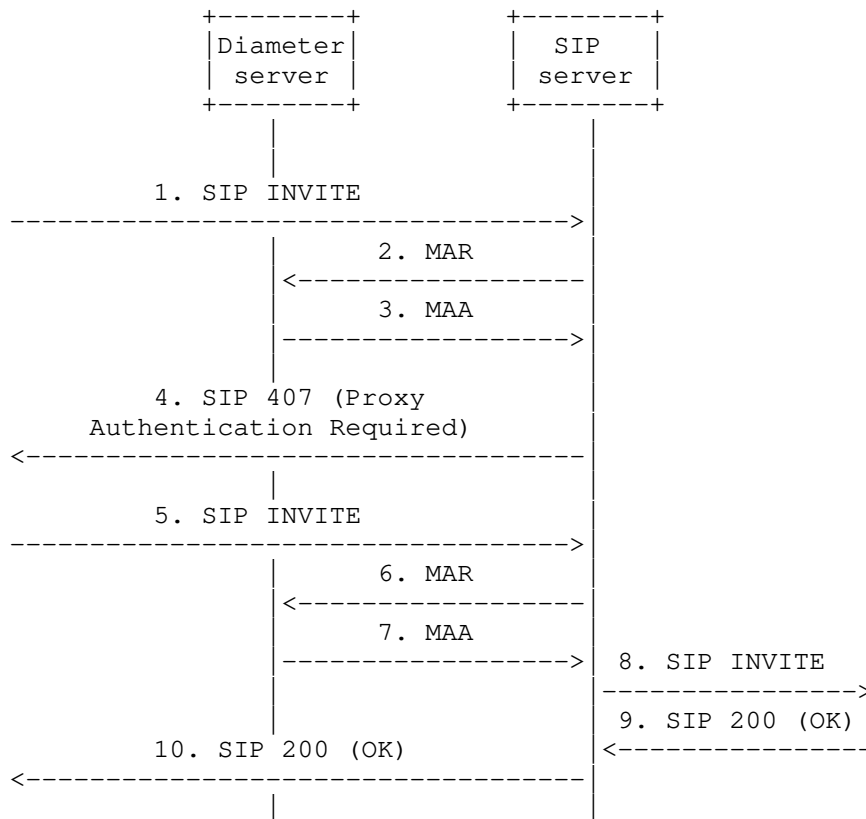 Diameter SIP
server server
1. SIP INVITE
2. MAR
3. MAA
4. SIP 407 (Proxy
Authentication Required)
5. SIP INVITE
6. MAR
7. MAA
8. SIP INVITE
9. SIP 200 (OK)
10. SIP 200 (OK)